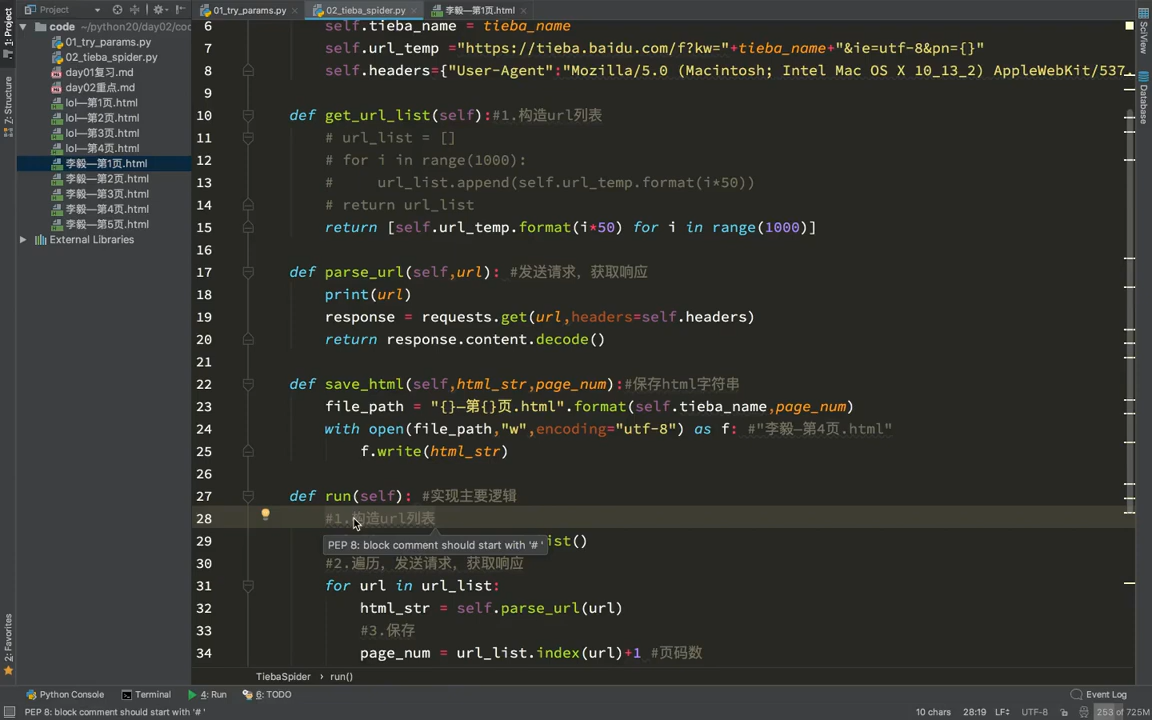 Project
01_try_params.py
02_tieba_spider.py
李毅—第1页.html
1: Project
Z: Structure
2: Favorites
SciView
Database
code ~/python20/day02/coc
01_try_params.py
02_tieba_spider.py
day01复习.md
day02重点.md
lol—第1页.html
lol—第2页.html
lol—第3页.html
lol—第4页.html
李毅—第1页.html
李毅—第2页.html
李毅—第3页.html
李毅—第4页.html
李毅—第5页.html
External Libraries
6 self.tieba_name = tieba_name
7 self.url_temp ="https://tieba.baidu.com/f?kw="+tieba_name+"&ie=utf-8&pn={}"
8 self.headers={"User-Agent":"Mozilla/5.0 (Macintosh; Intel Mac OS X 10_13_2) AppleWebKit/537.
9
10 def get_url_list(self):#1.构造url列表
11 # url_list = []
12 # for i in range(1000):
13 #     url_list.append(self.url_temp.format(i*50))
14 # return url_list
15 return [self.url_temp.format(i*50) for i in range(1000)]
16
17 def parse_url(self,url): #发送请求，获取响应
18 print(url)
19 response = requests.get(url,headers=self.headers)
20 return response.content.decode()
21
22 def save_html(self,html_str,page_num):#保存html字符串
23 file_path = "{}—第{}页.html".format(self.tieba_name,page_num)
24 with open(file_path,"w",encoding="utf-8") as f: #"李毅—第4页.html"
25 f.write(html_str)
26
27 def run(self): #实现主要逻辑
28 #1.构造url列表
29 ist()
PEP 8: block comment should start with '# '
30 #2.遍历，发送请求，获取响应
31 for url in url_list:
32 html_str = self.parse_url(url)
33 #3.保存
34 page_num = url_list.index(url)+1 #页码数
TiebaSpider › run()
Python Console Terminal 4: Run 6: TODO Event Log
PEP 8: block comment should start with '# ' 10 chars 28:19 LF÷ UTF-8 253 of 725M